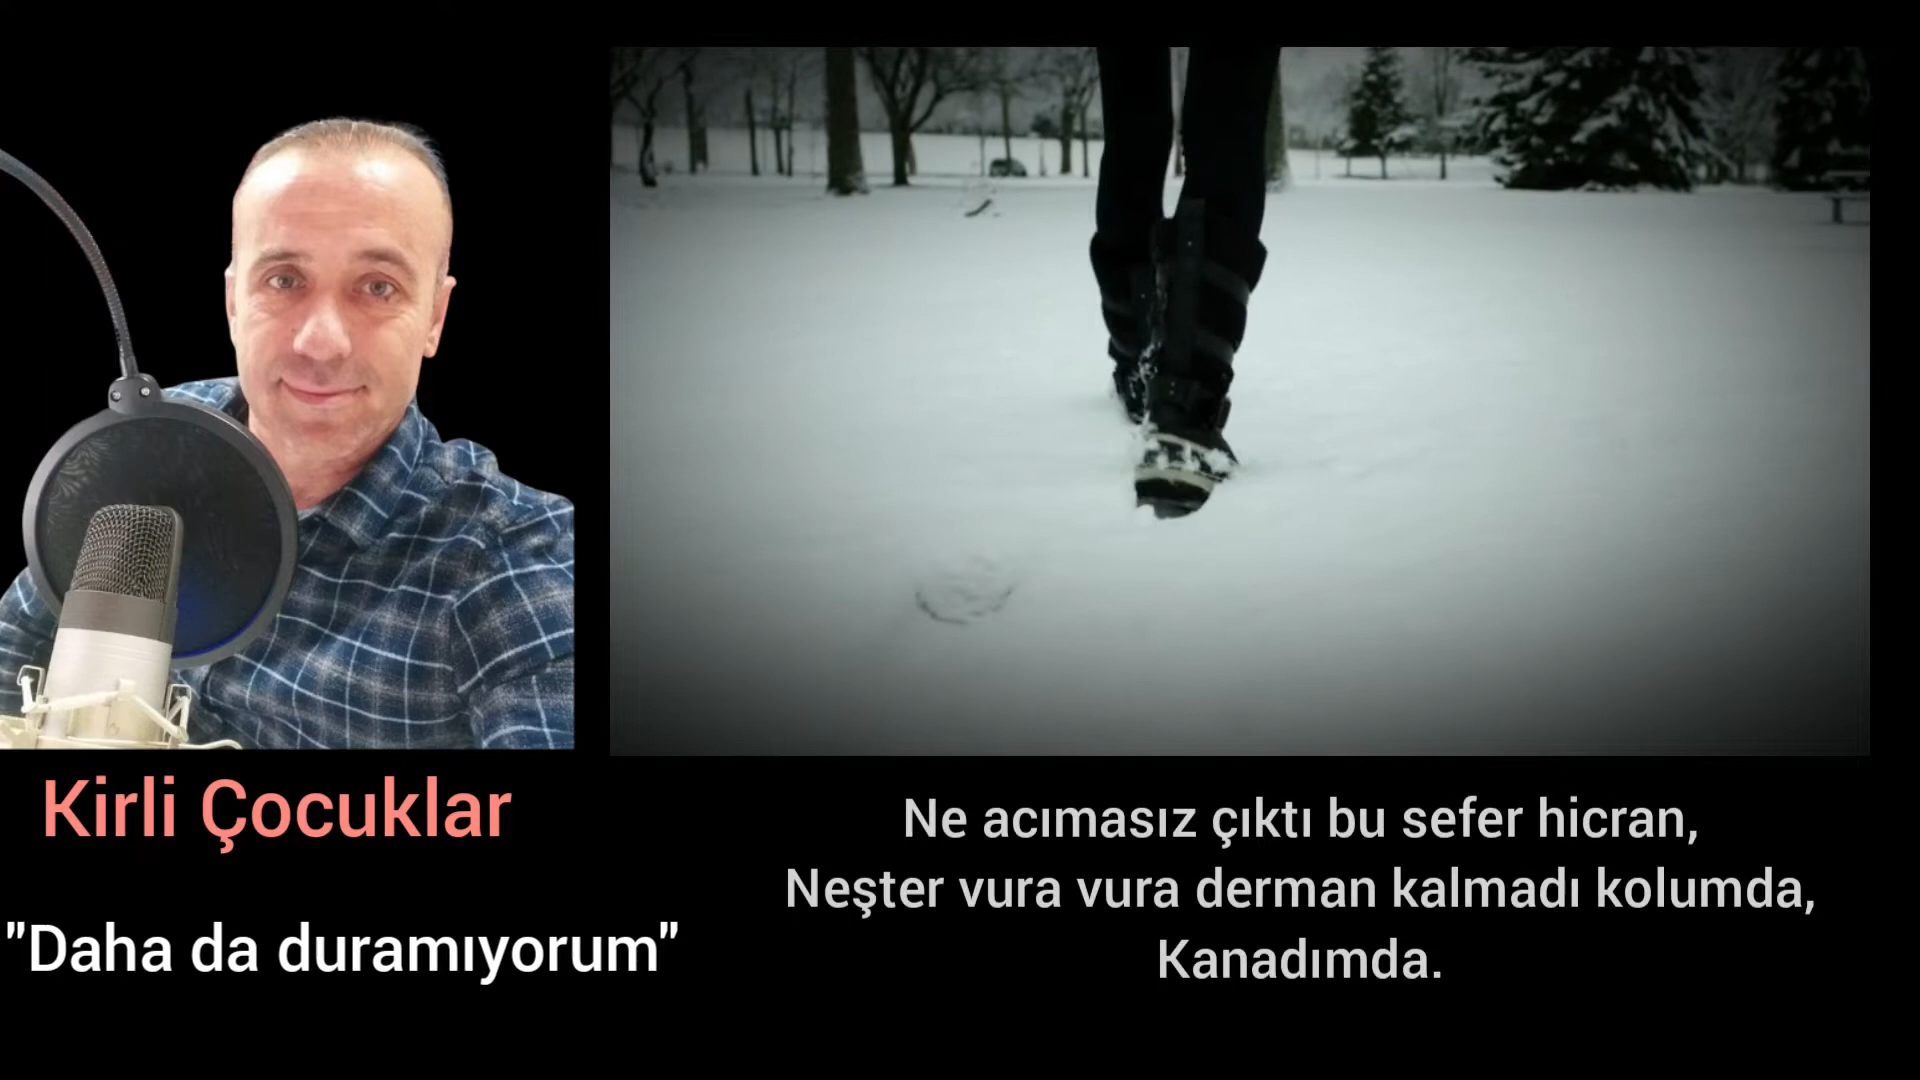 Kirli Çocuklar
"Daha da duramıyorum"
Ne acımasız çıktı bu sefer hicran,
Neşter vura vura derman kalmadı kolumda,
Kanadımda.